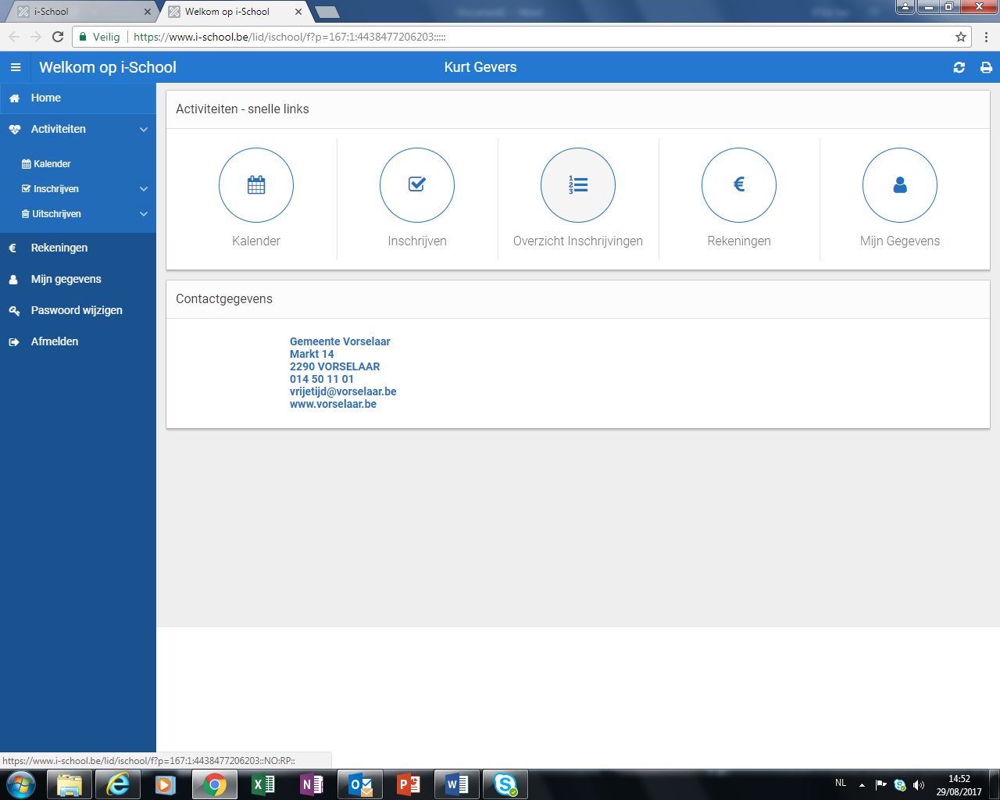 i-School
Welkom op i-School
Veilig
https://www.i-school.be/lid/ischool/f?p=167:1:4438477206203:::::
Welkom op i-School
Kurt Gevers
Home
Activiteiten
Kalender
Inschrijven
Uitschrijven
Rekeningen
Mijn gegevens
Paswoord wijzigen
Afmelden
Activiteiten - snelle links
Kalender
Inschrijven
Overzicht Inschrijvingen
Rekeningen
Mijn Gegevens
Contactgegevens
Gemeente Vorselaar
Markt 14
2290 VORSELAAR
014 50 11 01
vrijetijd@vorselaar.be
www.vorselaar.be
https://www.i-school.be/lid/ischool/f?p=167:1:4438477206203::NO:RP::
NL
14:52
29/08/2017